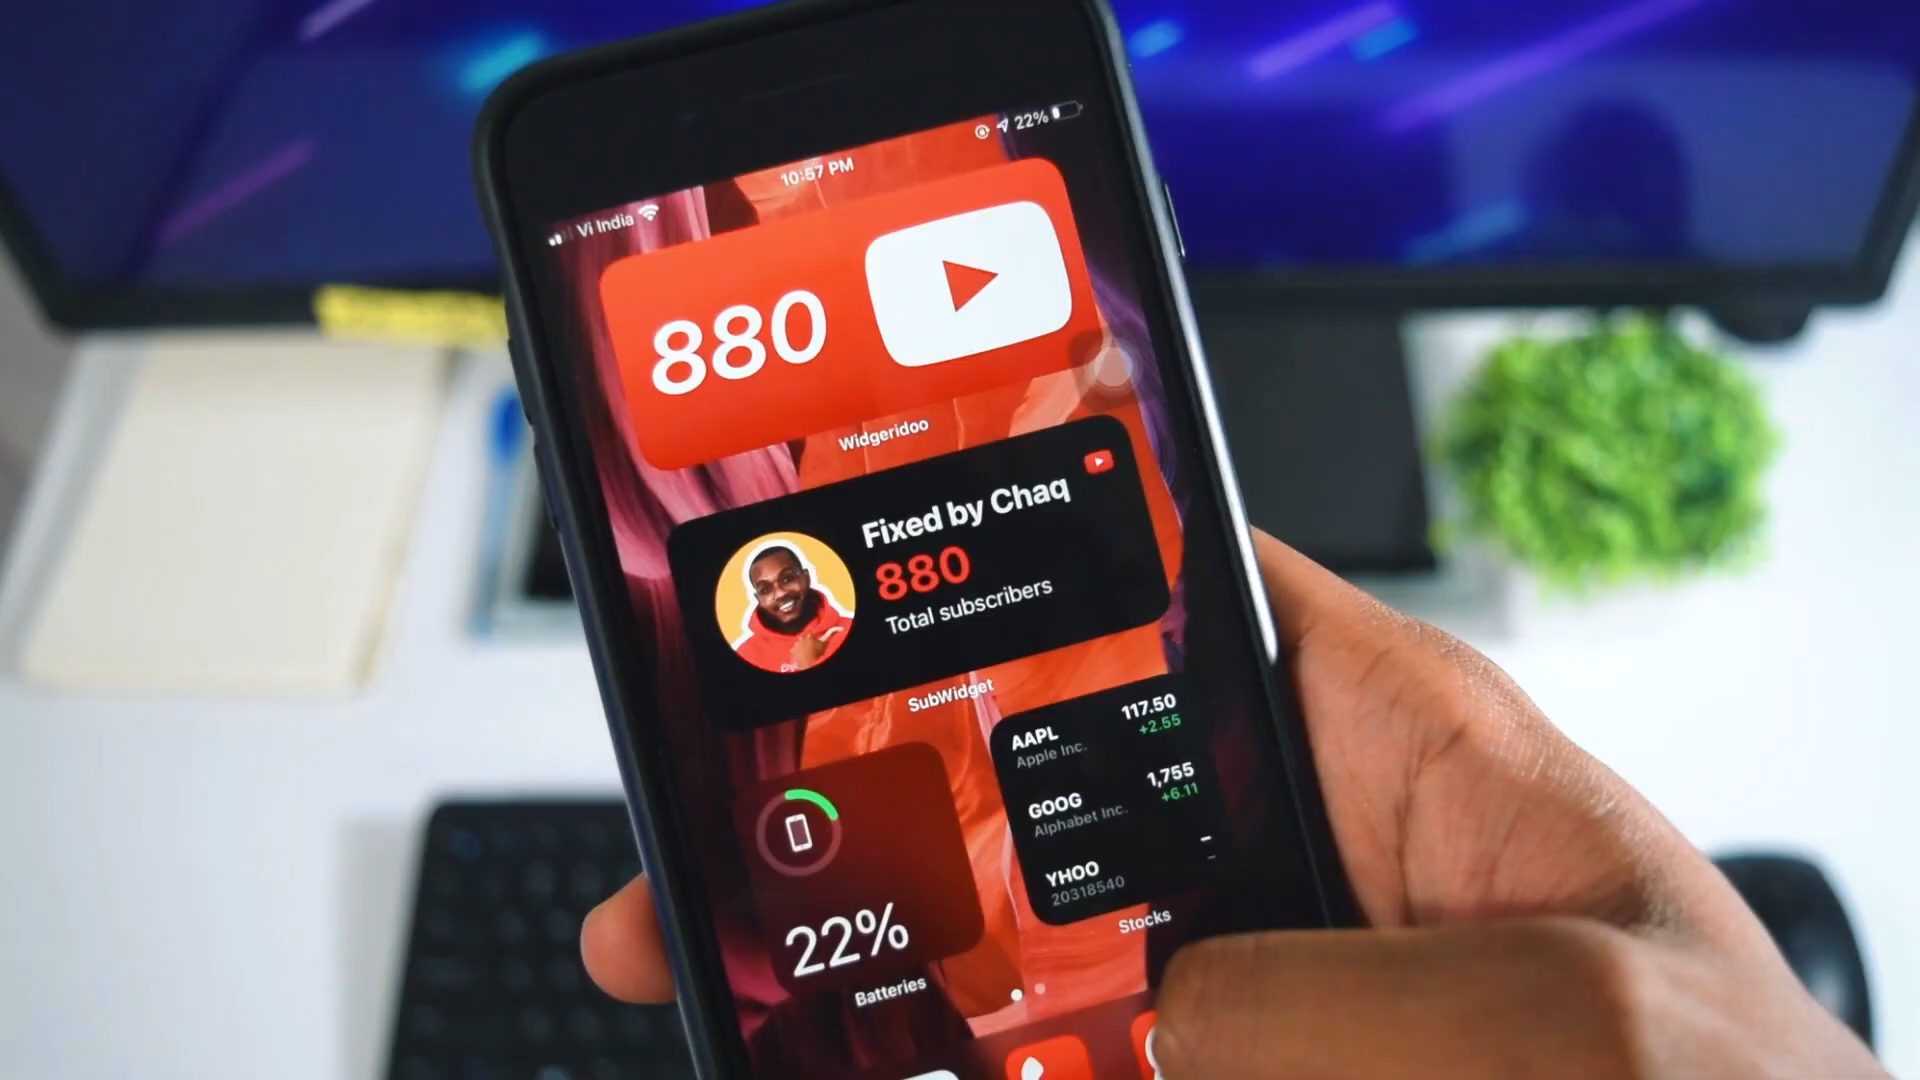 22%
10:57 PM
Vi India
880
Widgeridoo
Fixed by Chaq
880
Total subscribers
SubWidget
22%
Batteries
AAPL 117.50
Apple Inc. +2.55
GOOG 1,755
Alphabet Inc. +6.11
YHOO –
20318540 –
Stocks